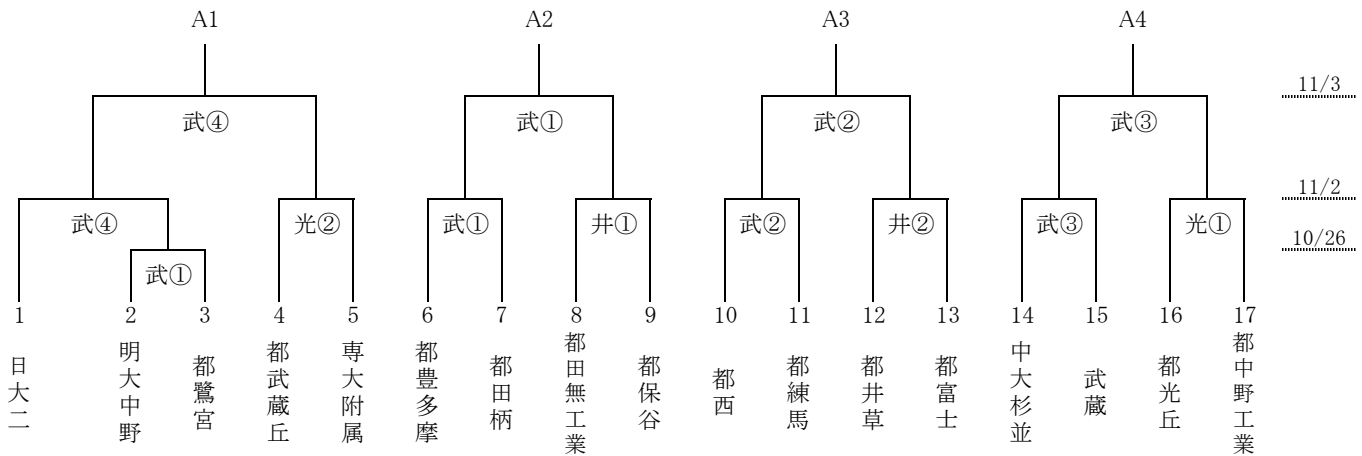 A1 A2 A3 A4
11/3
武④ 武① 武② 武③
11/2
武④ 光② 武① 井① 武② 井② 武③ 光①
10/26
武①
1 2 3 4 5 6 7 8 9 10 11 12 13 14 15 16 17
日大二
明大中野
都鷺宮
都武蔵丘
専大附属
都豊多摩
都田柄
都田無工業
都保谷
都西
都練馬
都井草
都富士
中大杉並
武蔵
都光丘
都中野工業